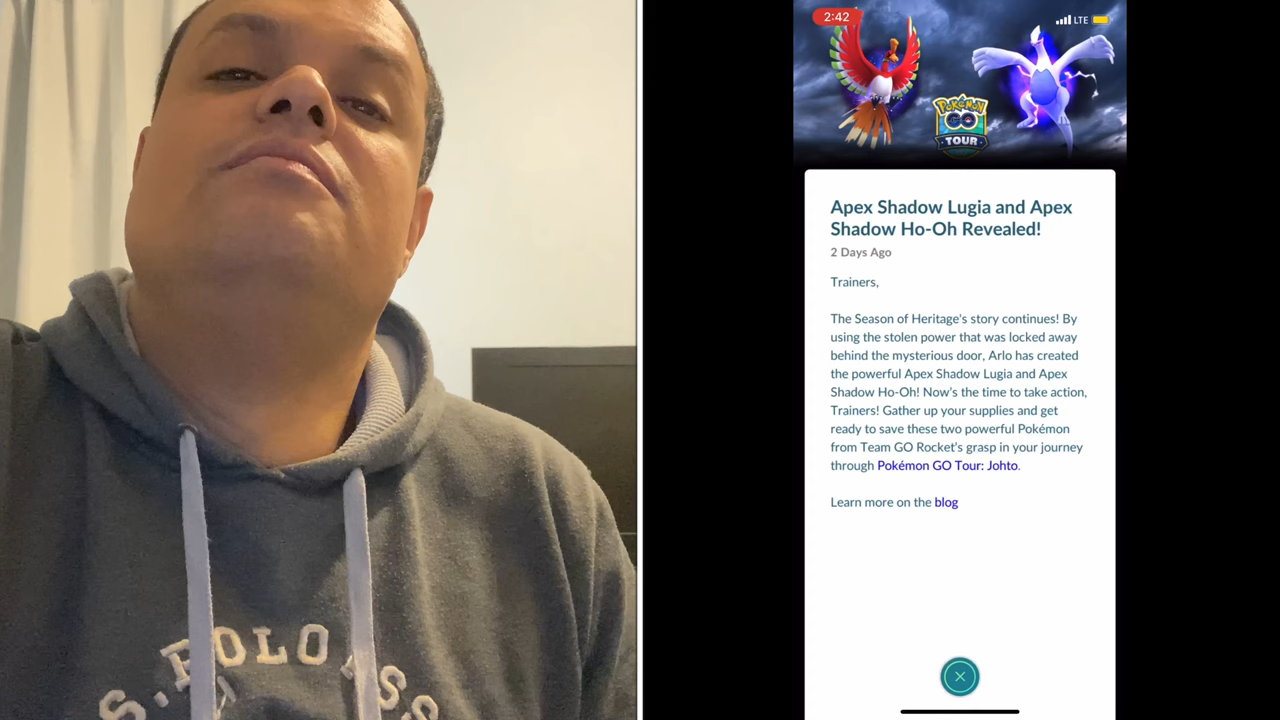 S. POLO ASS
2:42
LTE
POKÉMON
GO
TOUR
Apex Shadow Lugia and Apex
Shadow Ho-Oh Revealed!
2 Days Ago
Trainers,
The Season of Heritage's story continues! By
using the stolen power that was locked away
behind the mysterious door, Arlo has created
the powerful Apex Shadow Lugia and Apex
Shadow Ho-Oh! Now's the time to take action,
Trainers! Gather up your supplies and get
ready to save these two powerful Pokémon
from Team GO Rocket's grasp in your journey
through Pokémon GO Tour: Johto.
Learn more on the blog